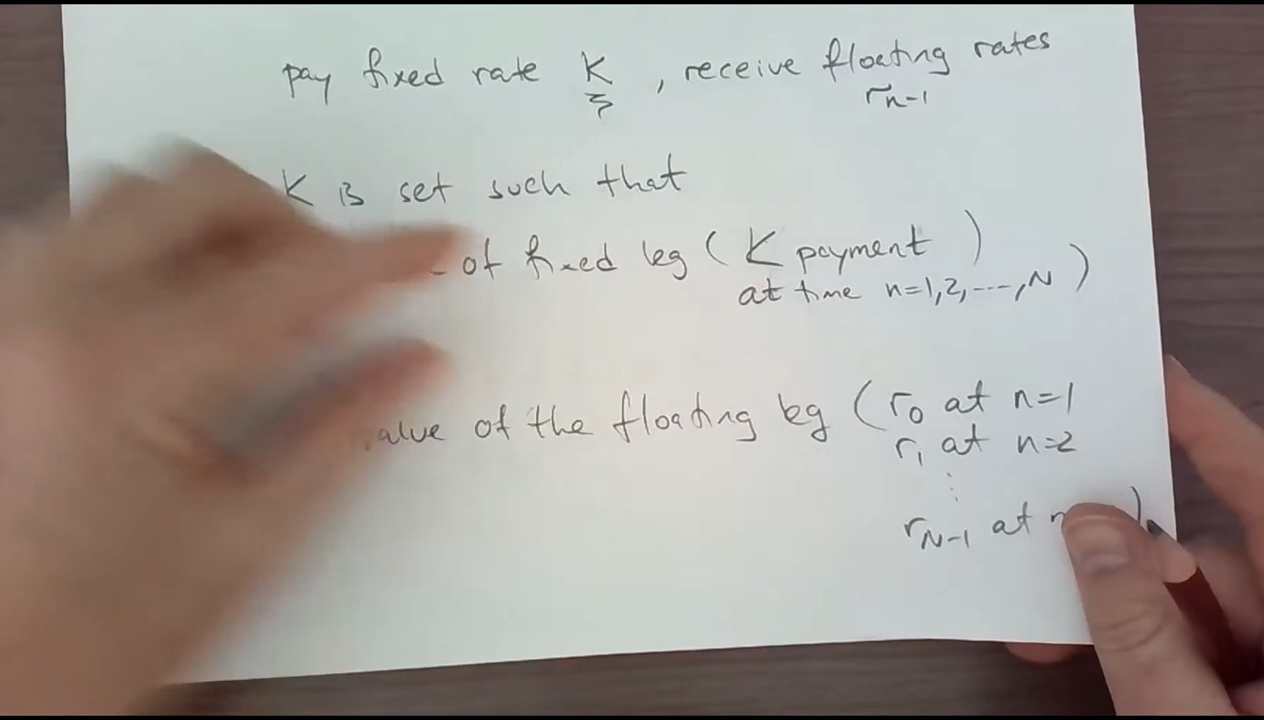 pay fixed rate K , receive floating rates
r_{n-1}
K is set such that
of fixed leg ( K payment )
at time n=1,2,----,N )
of the floating leg ( r_0 at n=1
r_1 at n=2
⋮
r_{N-1} at )